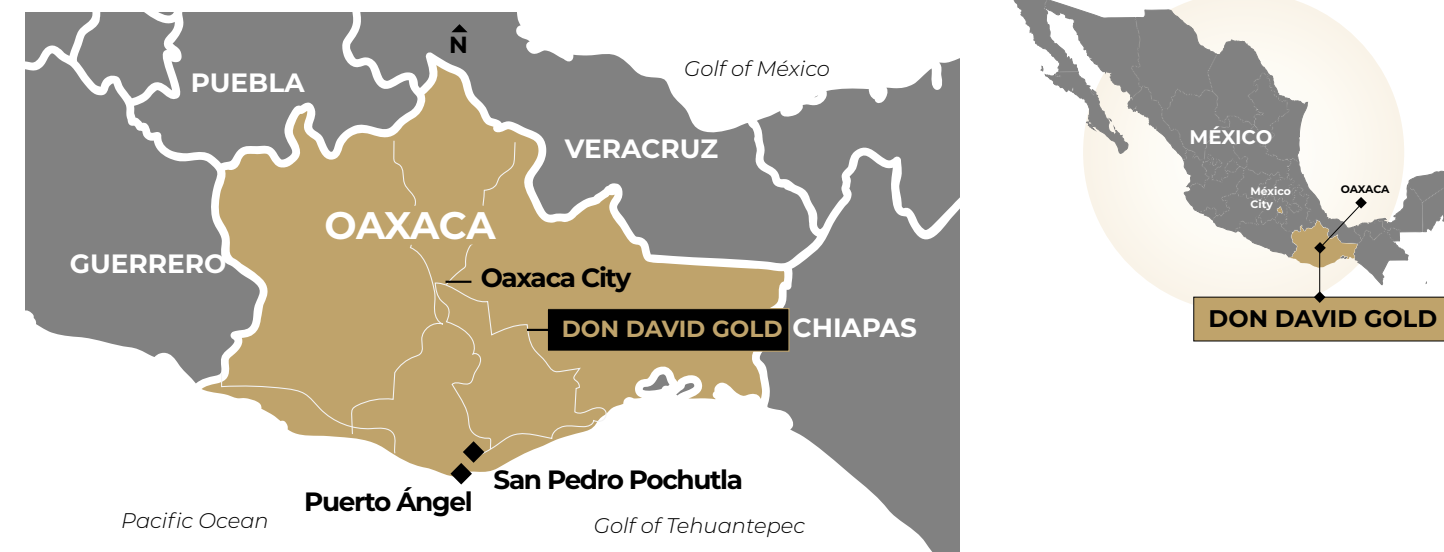 N
Golf of México
PUEBLA
VERACRUZ
OAXACA
GUERRERO
Oaxaca City
DON DAVID GOLD
CHIAPAS
San Pedro Pochutla
Puerto Ángel
Pacific Ocean
Golf of Tehuantepec
MÉXICO
México
City
OAXACA
DON DAVID GOLD